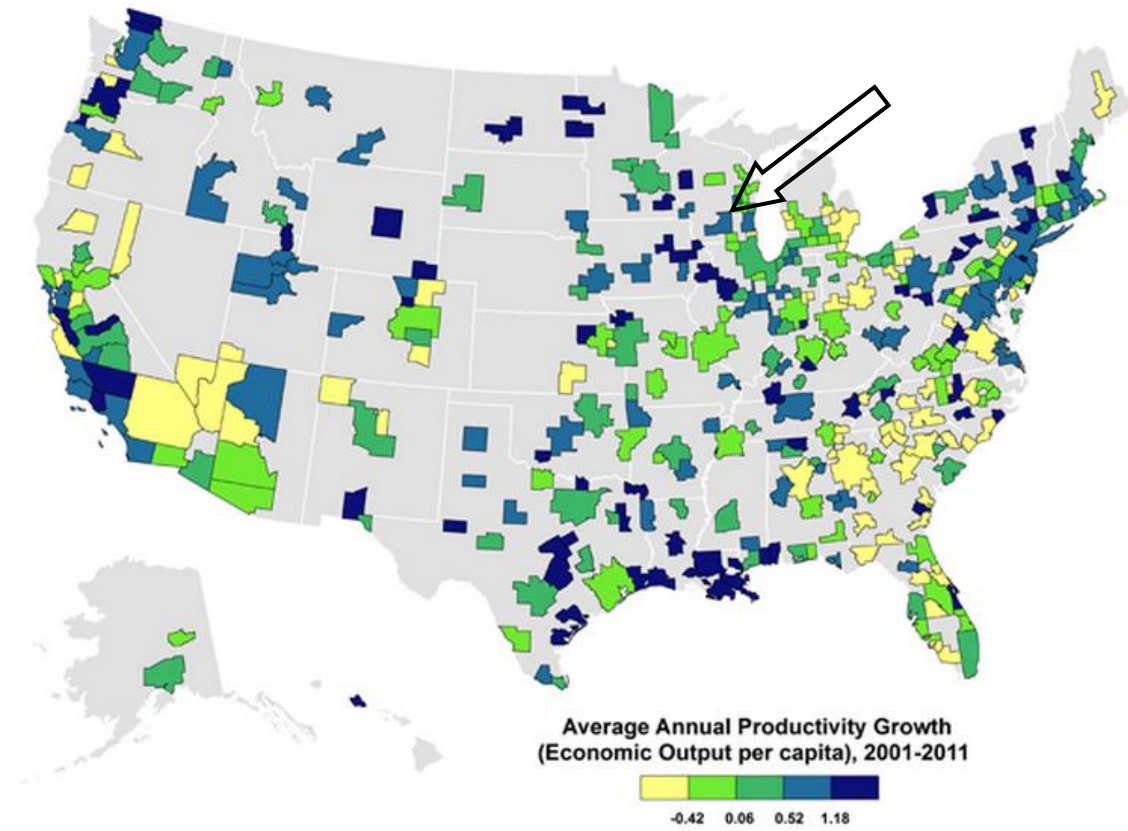 Average Annual Productivity Growth
(Economic Output per capita), 2001-2011
-0.42 0.06 0.52 1.18